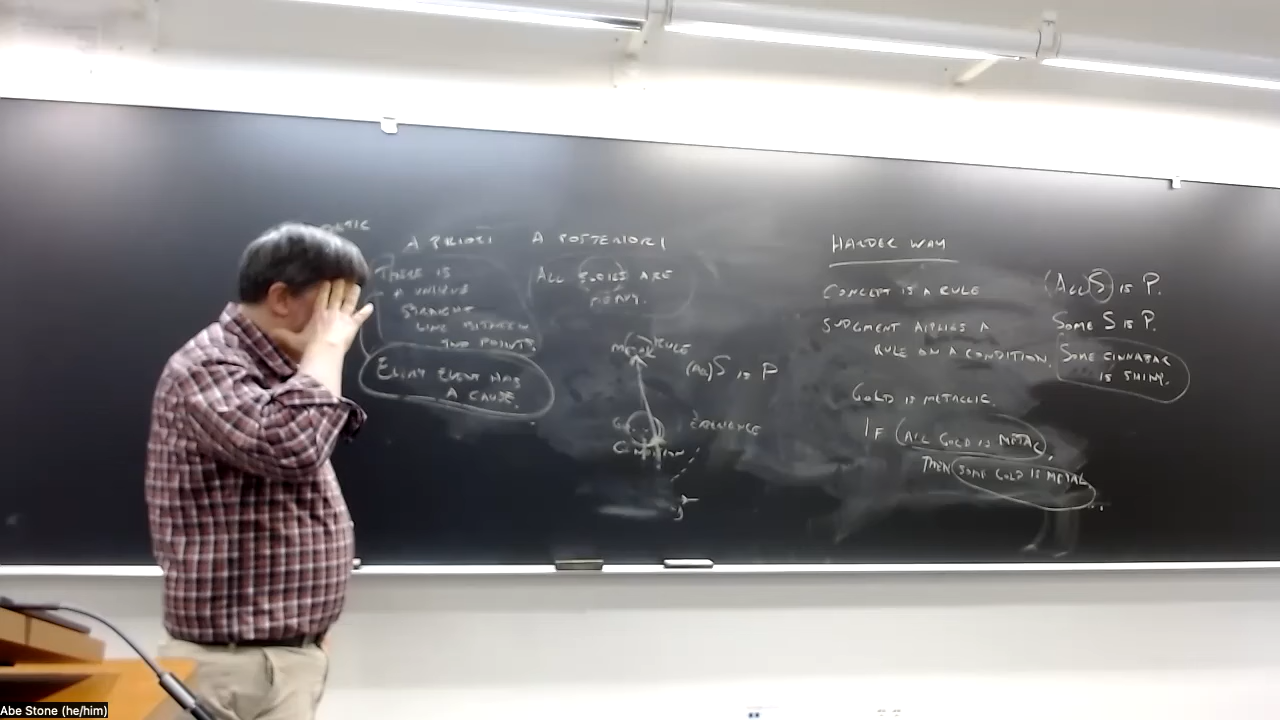 A PRIORI
A POSTERIORI
THERE IS
A UNIQUE
STRAIGHT
LINE BETWEEN
TWO POINTS.
EVERY EVENT HAS
A CAUSE.
ALL BODIES ARE
HEAVY.
METAL RULE
(ALL) S IS P
CONDITION
HARDER WAY
CONCEPT IS A RULE
JUDGMENT APPLIES A
RULE ON A CONDITION.
GOLD IS METALLIC.
IF (ALL GOLD IS METAL),
THEN SOME GOLD IS METAL
(ALL) S IS P.
SOME S IS P.
SOME CINNABAR
IS SHINY.
Abe Stone (he/him)